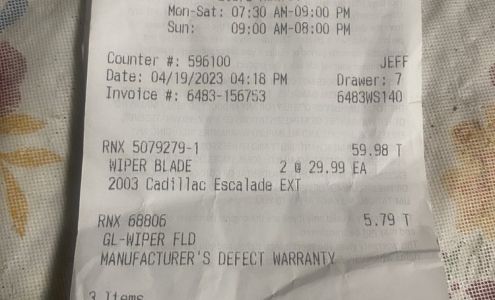 Mon-Sat: 07:30 AM-09:00 PM
Sun: 09:00 AM-08:00 PM
Counter #: 596100 JEFF
Date: 04/19/2023 04:18 PM Drawer: 7
Invoice #: 6483-156753 6483WS140
RNX 5079279-1 59.98 T
WIPER BLADE 2 @ 29.99 EA
2003 Cadillac Escalade EXT
RNX 68806 5.79 T
GL-WIPER FLD
MANUFACTURER'S DEFECT WARRANTY
3 Items